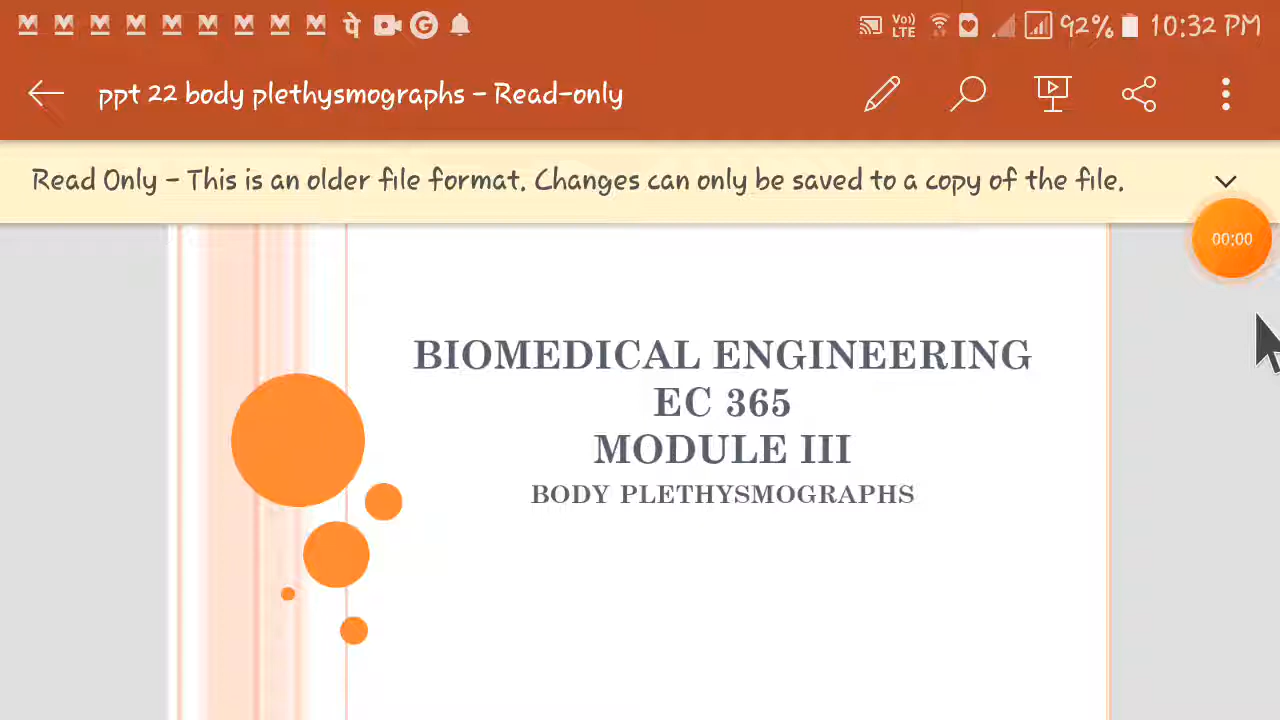 पे G Vo)) LTE 92% 10:32 PM
ppt 22 body plethysmographs - Read-only
Read Only - This is an older file format. Changes can only be saved to a copy of the file.
00:00
BIOMEDICAL ENGINEERING
EC 365
MODULE III
BODY PLETHYSMOGRAPHS